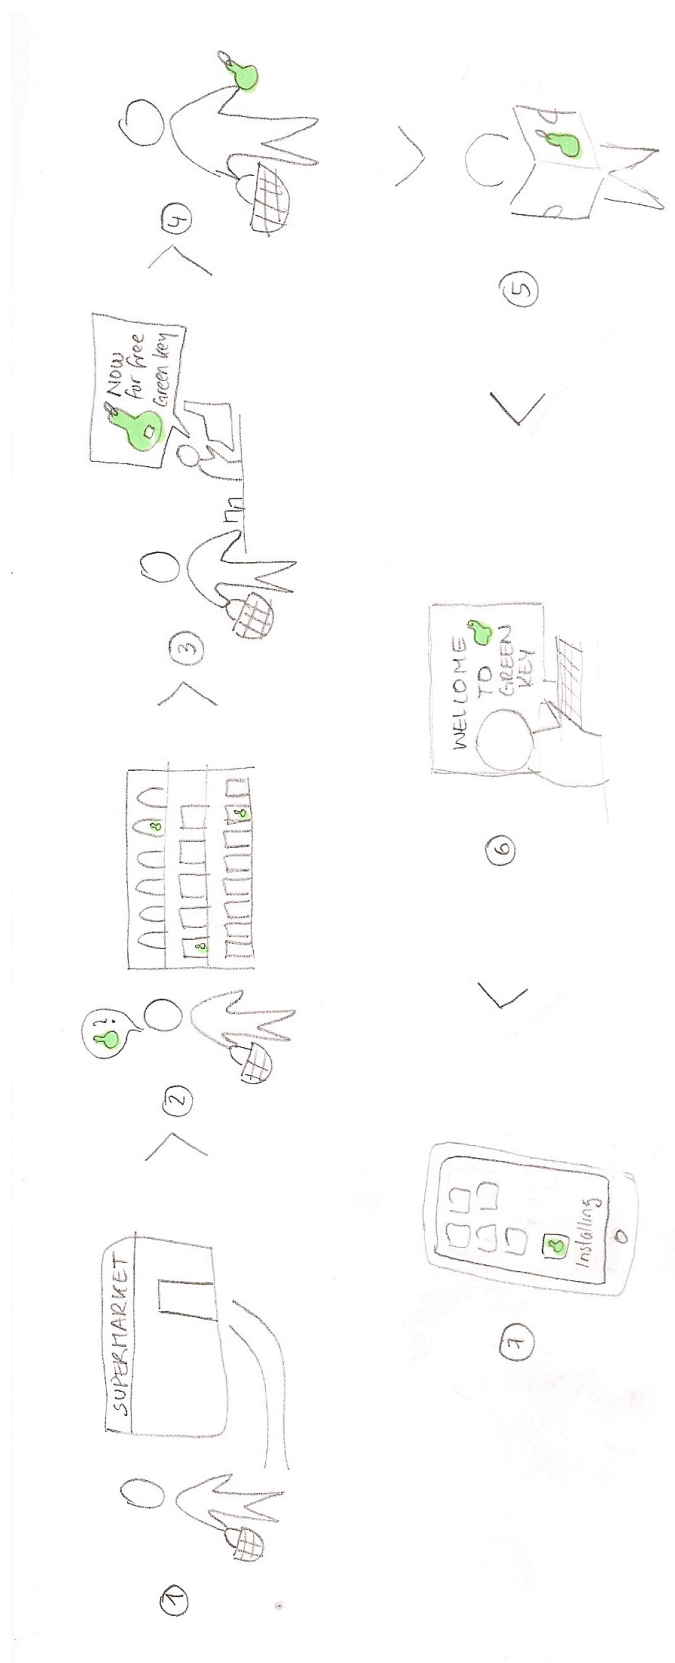 1
SUPERMARKET
2
?
3
NOW
for free
Green key
4
5
6
WELCOME
TO
GREEN
KEY
7
Installing